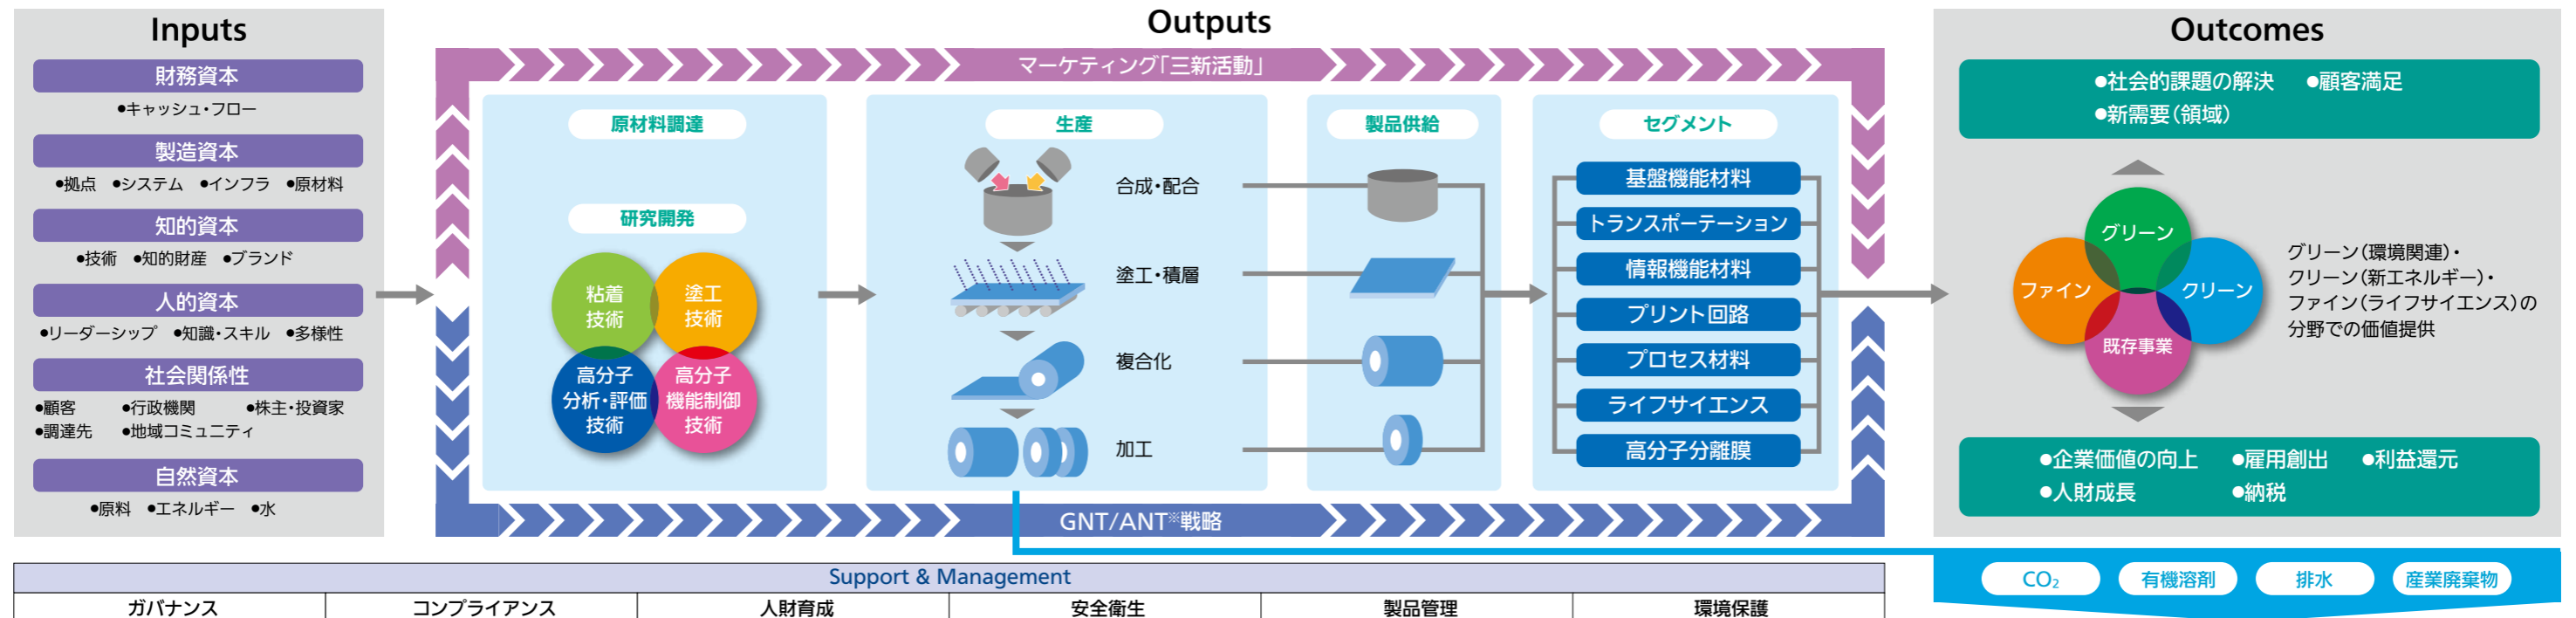 Inputs
財務資本
●キャッシュ・フロー
製造資本
●拠点 ●システム ●インフラ ●原材料
知的資本
●技術 ●知的財産 ●ブランド
人的資本
●リーダーシップ ●知識・スキル ●多様性
社会関係性
●顧客 ●行政機関 ●株主・投資家
●調達先 ●地域コミュニティ
自然資本
●原料 ●エネルギー ●水
Outputs
マーケティング「三新活動」
原材料調達
研究開発
粘着
技術
塗工
技術
高分子
分析・評価
技術
高分子
機能制御
技術
生産
合成・配合
塗工・積層
複合化
加工
製品供給
セグメント
基盤機能材料
トランスポーテーション
情報機能材料
プリント回路
プロセス材料
ライフサイエンス
高分子分離膜
GNT/ANT※戦略
Outcomes
●社会的課題の解決 ●顧客満足
●新需要（領域）
グリーン
ファイン
クリーン
既存事業
グリーン（環境関連）・
クリーン（新エネルギー）・
ファイン（ライフサイエンス）の
分野での価値提供
●企業価値の向上 ●雇用創出 ●利益還元
●人財成長 ●納税
CO₂ 有機溶剤 排水 産業廃棄物
Support & Management
ガバナンス コンプライアンス 人財育成 安全衛生 製品管理 環境保護